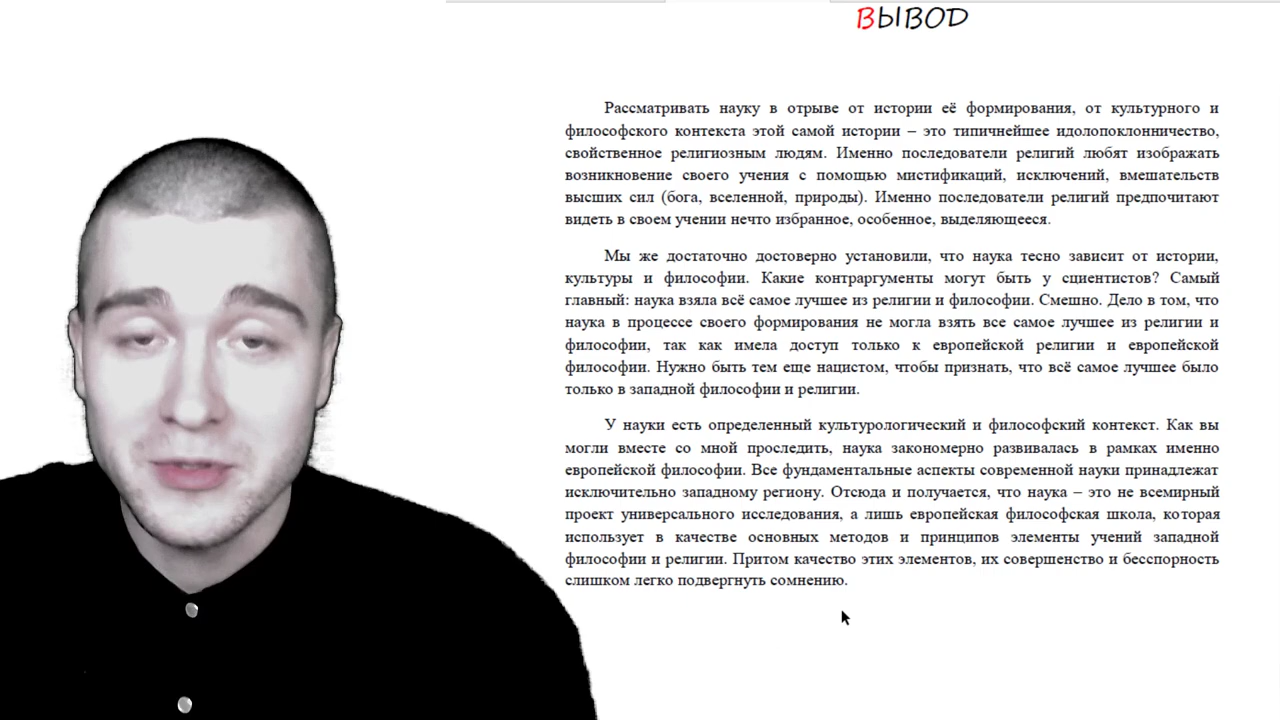 ВЫВОД
Рассматривать науку в отрыве от истории её формирования, от культурного и
философского контекста этой самой истории – это типичнейшее идолопоклонничество,
свойственное религиозным людям. Именно последователи религий любят изображать
возникновение своего учения с помощью мистификаций, исключений, вмешательств
высших сил (бога, вселенной, природы). Именно последователи религий предпочитают
видеть в своем учении нечто избранное, особенное, выделяющееся.
Мы же достаточно достоверно установили, что наука тесно зависит от истории,
культуры и философии. Какие контраргументы могут быть у сциентистов? Самый
главный: наука взяла всё самое лучшее из религии и философии. Смешно. Дело в том, что
наука в процессе своего формирования не могла взять все самое лучшее из религии и
философии, так как имела доступ только к европейской религии и европейской
философии. Нужно быть тем еще нацистом, чтобы признать, что всё самое лучшее было
только в западной философии и религии.
У науки есть определенный культурологический и философский контекст. Как вы
могли вместе со мной проследить, наука закономерно развивалась в рамках именно
европейской философии. Все фундаментальные аспекты современной науки принадлежат
исключительно западному региону. Отсюда и получается, что наука – это не всемирный
проект универсального исследования, а лишь европейская философская школа, которая
использует в качестве основных методов и принципов элементы учений западной
философии и религии. Притом качество этих элементов, их совершенство и бесспорность
слишком легко подвергнуть сомнению.